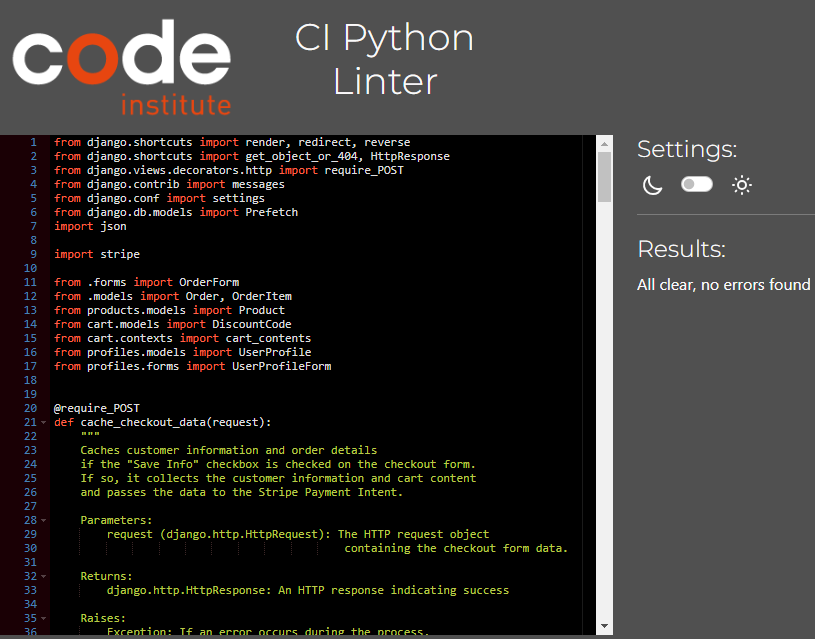 code
institute
CI Python
Linter
1 from django.shortcuts import render, redirect, reverse
2 from django.shortcuts import get_object_or_404, HttpResponse
3 from django.views.decorators.http import require_POST
4 from django.contrib import messages
5 from django.conf import settings
6 from django.db.models import Prefetch
7 import json
8
9 import stripe
10
11 from .forms import OrderForm
12 from .models import Order, OrderItem
13 from products.models import Product
14 from cart.models import DiscountCode
15 from cart.contexts import cart_contents
16 from profiles.models import UserProfile
17 from profiles.forms import UserProfileForm
18
19
20 @require_POST
21 def cache_checkout_data(request):
22     """
23     Caches customer information and order details
24     if the "Save Info" checkbox is checked on the checkout form.
25     If so, it collects the customer information and cart content
26     and passes the data to the Stripe Payment Intent.
27
28     Parameters:
29         request (django.http.HttpRequest): The HTTP request object
30                                             containing the checkout form data.
31
32     Returns:
33         django.http.HttpResponse: An HTTP response indicating success
34
35     Raises:
36         Exception: If an error occurs during the process.
Settings:
Results:
All clear, no errors found